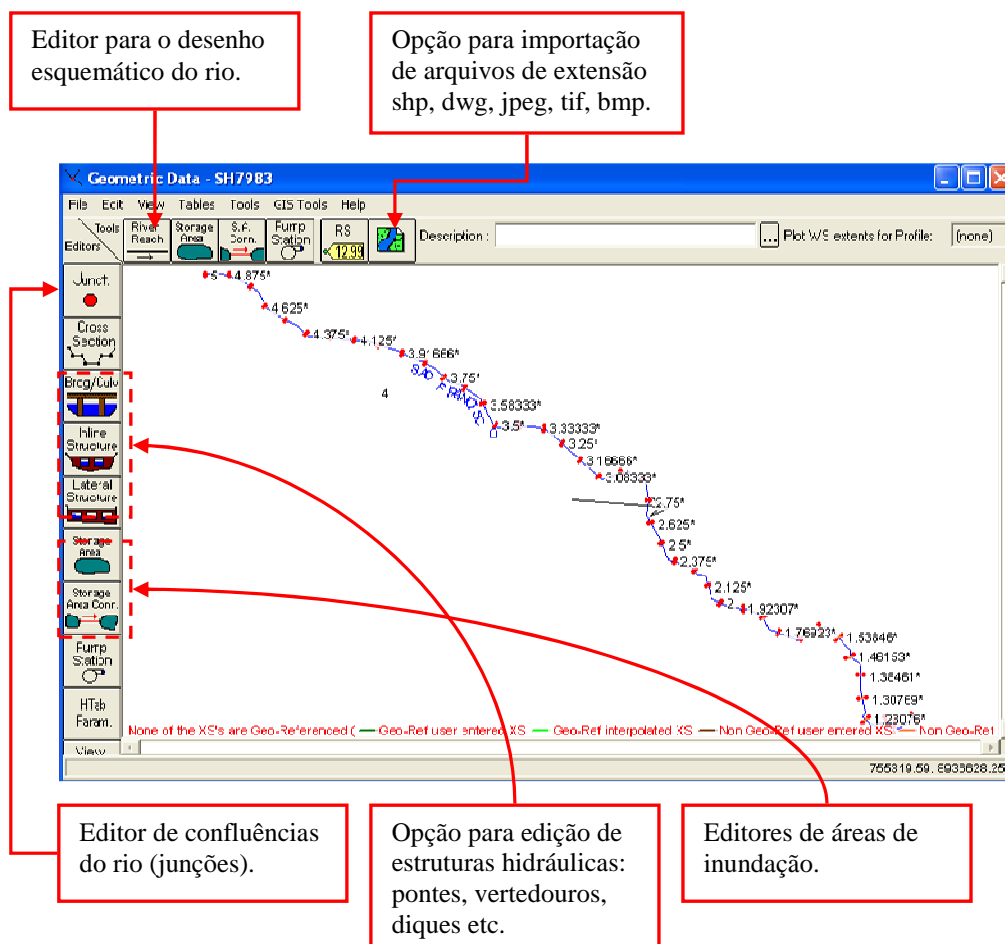 Editor para o desenho
esquemático do rio.
Opção para importação
de arquivos de extensão
shp, dwg, jpeg, tif, bmp.
Geometric Data - SH7983
File Edit View Tables Tools GIS Tools Help
Tools
Editors
River
Reach
Storage
Area
S.A.
Conn.
Pump
Station
RS
12.99
Description :
...
Plot WS extents for Profile:
(none)
Junct.
Cross
Section
Brdg/Culv
Inline
Structure
Lateral
Structure
Storage
Area
Storage
Area Conn.
Pump
Station
HTab
Param.
View
5
4.875*
4.625*
4.375*
4.125*
3.91666*
3.75*
3.58333*
3.5*
4
3.33333*
3.25*
3.16666*
3.08333*
2.75*
2.625*
2.5*
2.375*
2.125*
2
1.92307*
1.76923*
1.53846*
1.46153*
1.38461*
1.30769*
1.23076*
None of the XS's are Geo-Referenced ( Geo-Ref user entered XS Geo-Ref interpolated XS Non Geo-Ref user entered XS Non Geo-Ref
Editor de confluências
do rio (junções).
Opção para edição de
estruturas hidráulicas:
pontes, vertedouros,
diques etc.
Editores de áreas de
inundação.